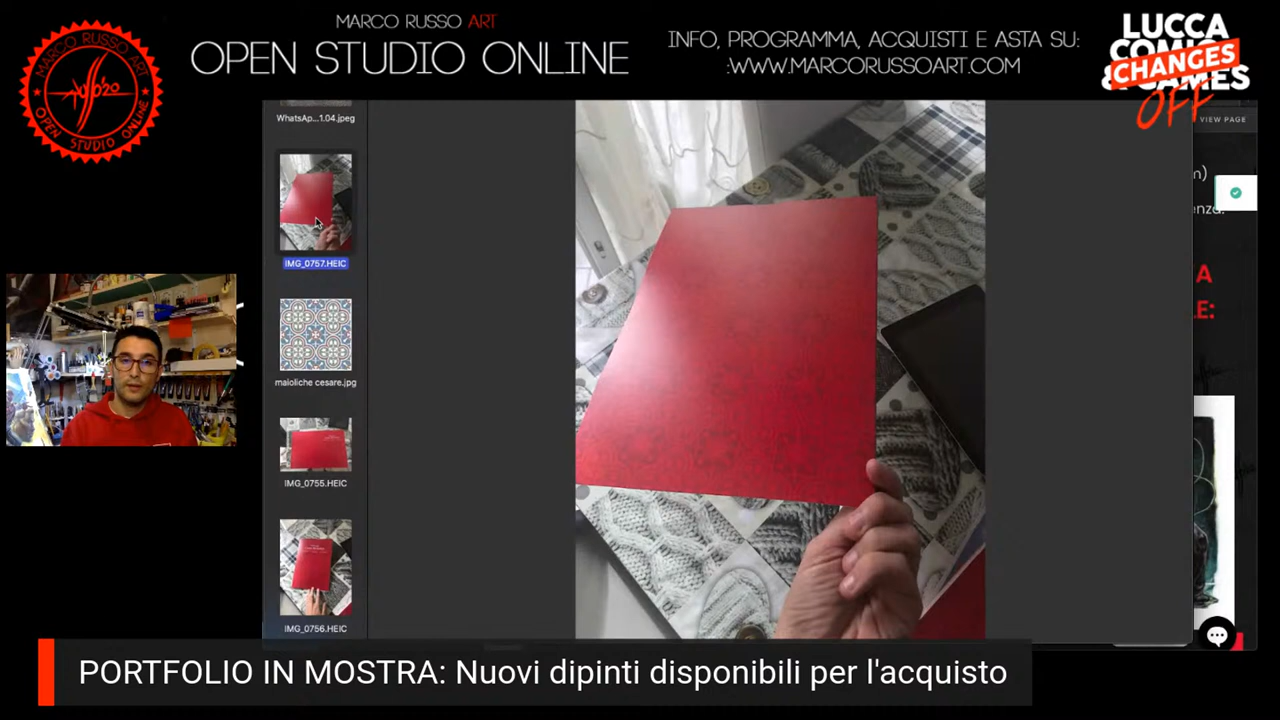 MARCO RUSSO ART
OPEN STUDIO ONLINE
INFO, PROGRAMMA, ACQUISTI E ASTA SU:
:WWW.MARCORUSSOART.COM
LUCCA
COMICS
CHANGES
& GAMES
OFF
MARCO RUSSO ART
OPEN STUDIO ONLINE
VIEW PAGE
WhatsAp...1.04.jpeg
IMG_0757.HEIC
maioliche cesare.jpg
IMG_0755.HEIC
IMG_0756.HEIC
PORTFOLIO IN MOSTRA: Nuovi dipinti disponibili per l'acquisto